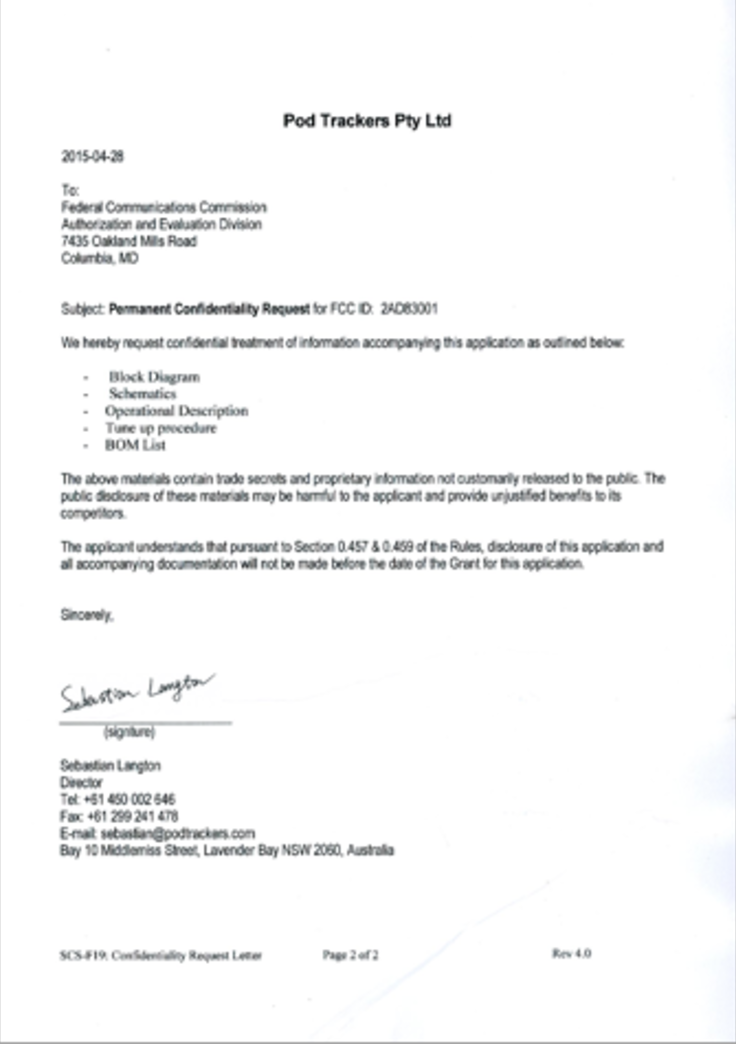 Pod Trackers Pty Ltd
2015-04-28
To:
Federal Communications Commission
Authorization and Evaluation Division
7435 Oakland Mills Road
Columbia, MD
Subject: Permanent Confidentiality Request for FCC ID: 2AD83001
We hereby request confidential treatment of information accompanying this application as outlined below:
- Block Diagram
- Schematics
- Operational Description
- Tune up procedure
- BOM List
The above materials contain trade secrets and proprietary information not customarily released to the public. The
public disclosure of these materials may be harmful to the applicant and provide unjustified benefits to its
competitors.
The applicant understands that pursuant to Section 0.457 & 0.459 of the Rules, disclosure of this application and
all accompanying documentation will not be made before the date of the Grant for this application.
Sincerely,
Sebastian Langton
(signture)
Sebastian Langton
Director
Tel: +61 450 002 646
Fax: +61 299 241 478
E-mail: sebastian@podtrackers.com
Bay 10 Middlemiss Street, Lavender Bay NSW 2060, Australia
SCS-F19: Confidentiality Request Letter Page 2 of 2 Rev 4.0